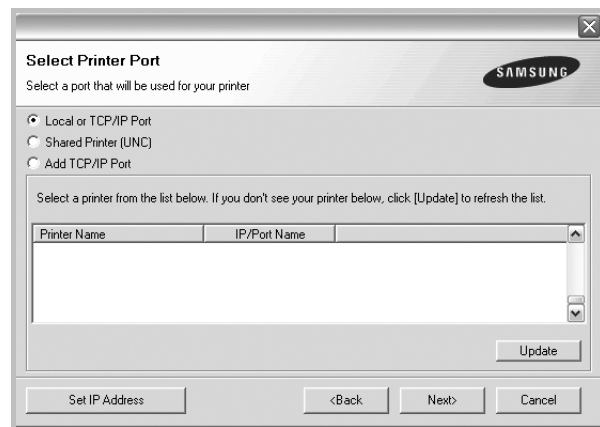 Select Printer Port
Select a port that will be used for your printer
SAMSUNG
Local or TCP/IP Port
Shared Printer (UNC)
Add TCP/IP Port
Select a printer from the list below. If you don't see your printer below, click [Update] to refresh the list.
Printer Name IP/Port Name
Update
Set IP Address <Back Next> Cancel